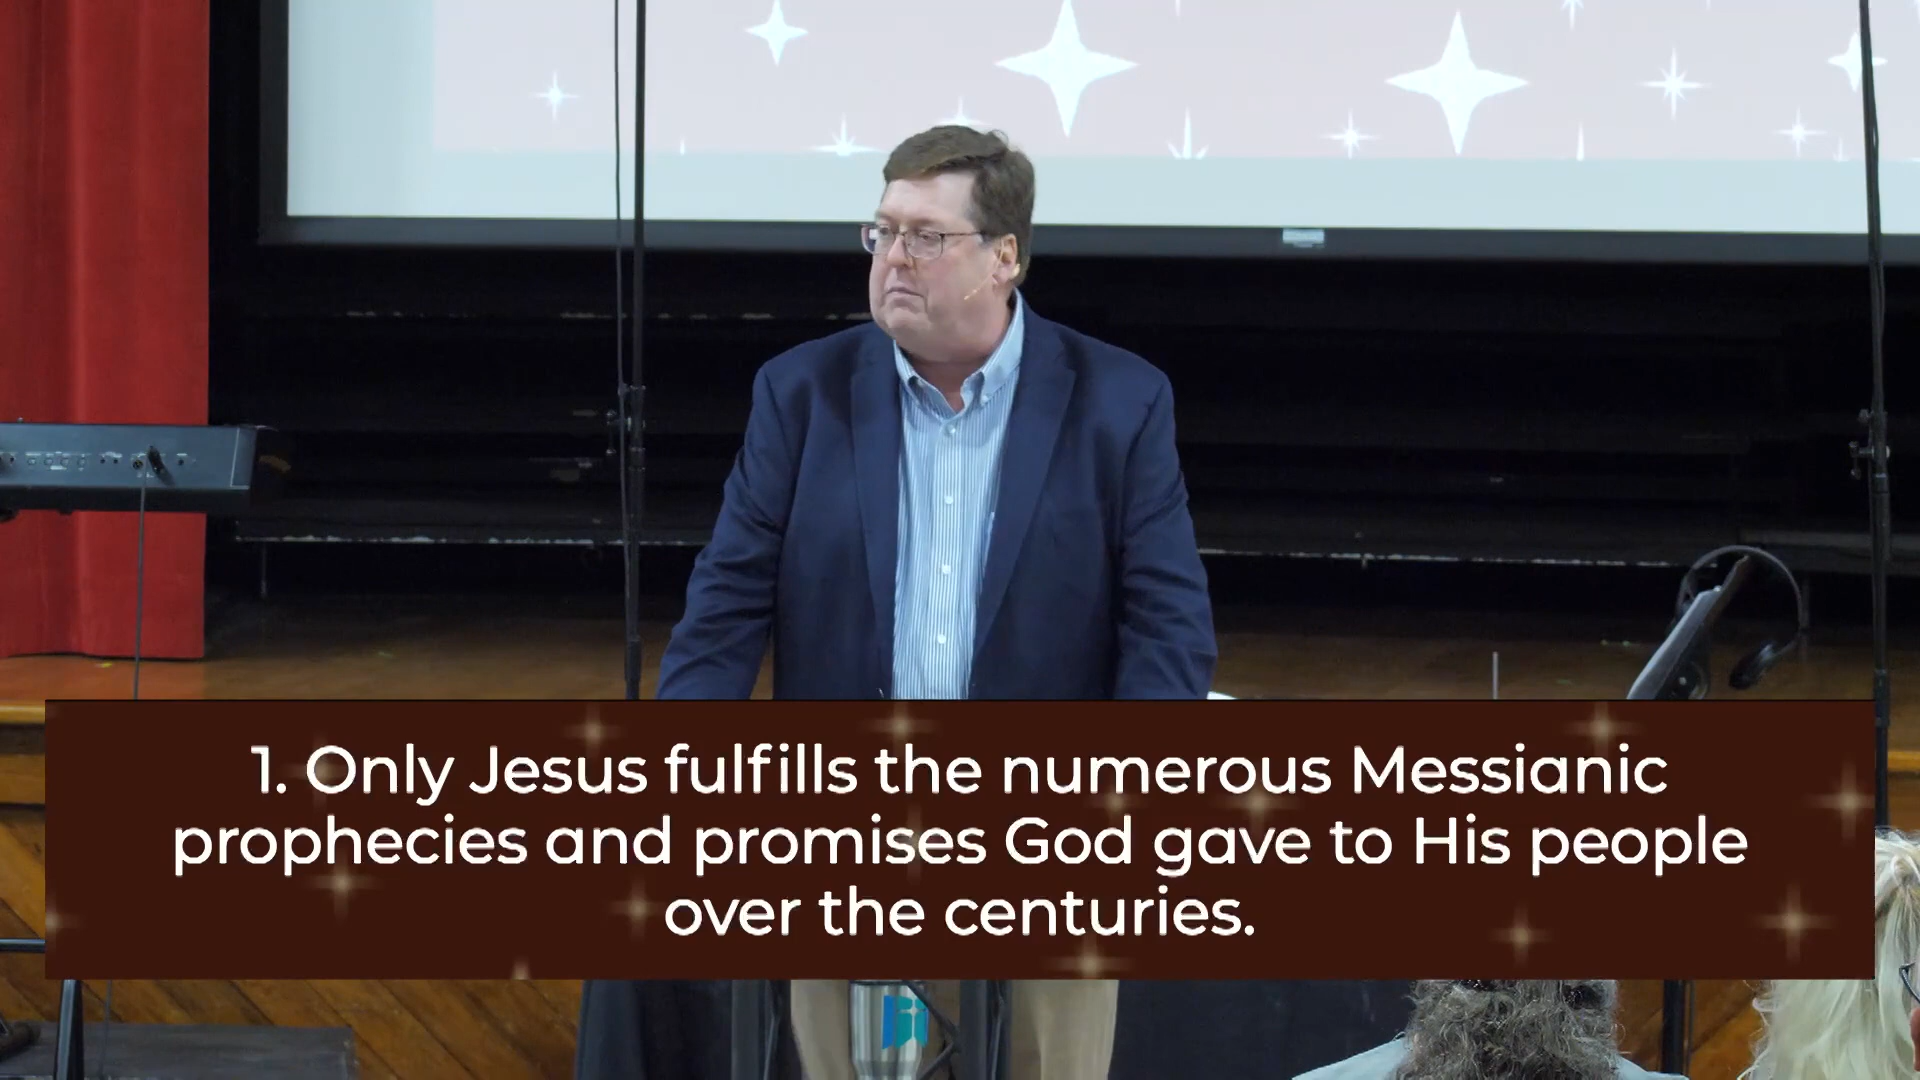 1. Only Jesus fulfills the numerous Messianic
prophecies and promises God gave to His people
over the centuries.